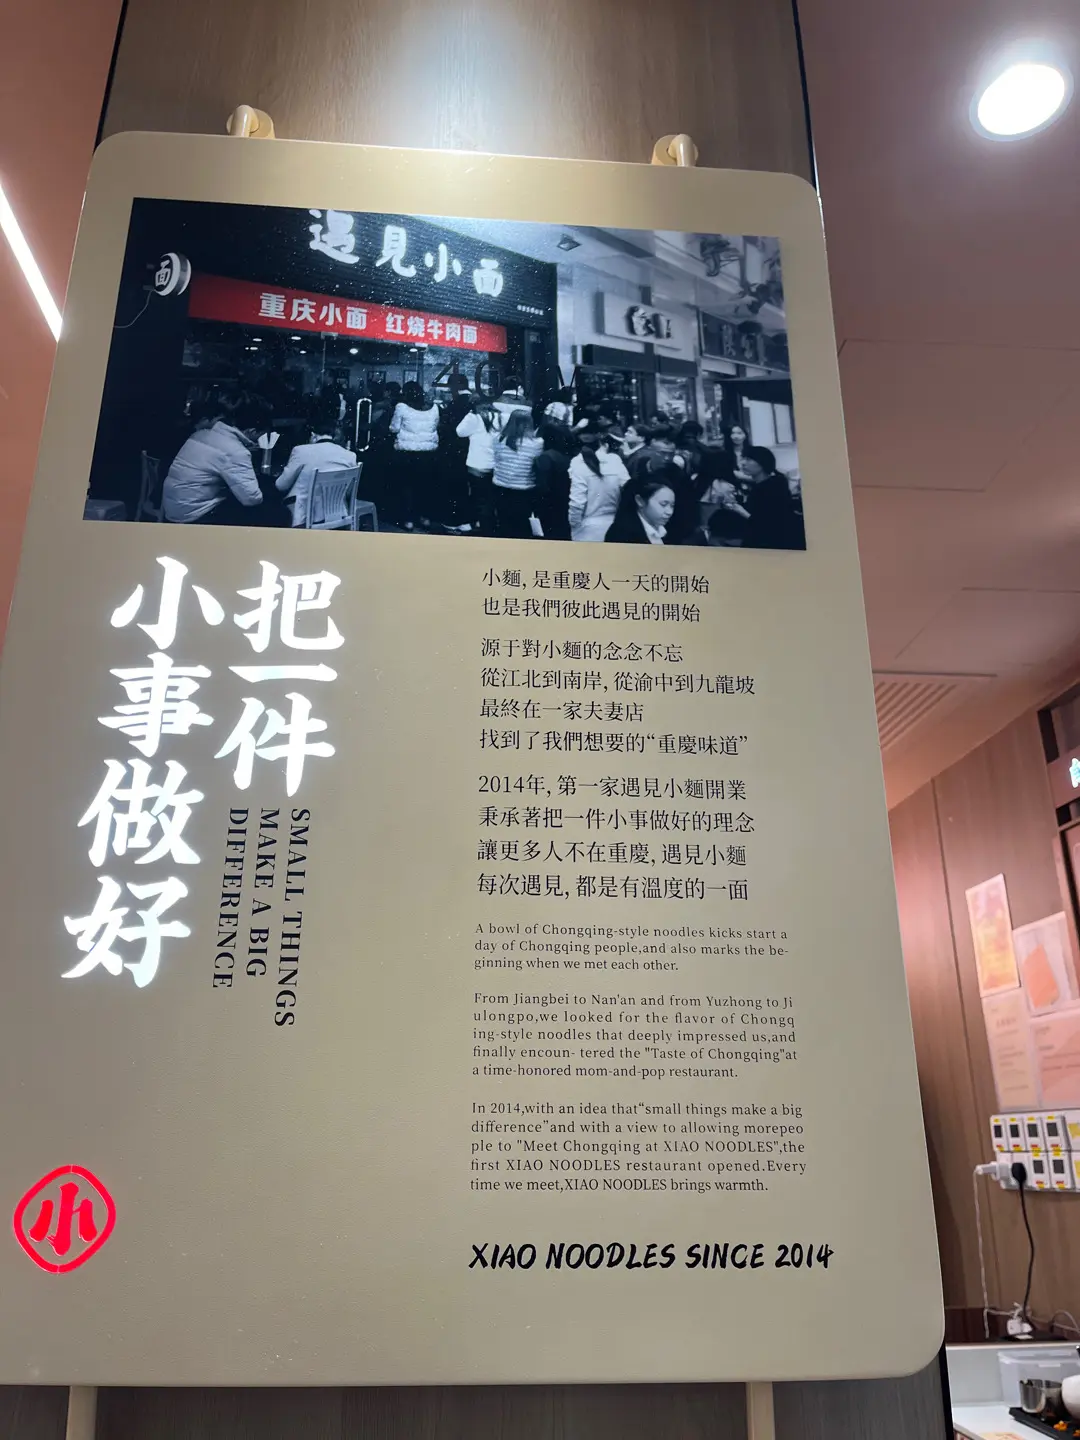 遇見小面
面
重庆小面 红烧牛肉面
把一件
小事做好
SMALL THINGS
MAKE A BIG
DIFFERENCE
小麵, 是重慶人一天的開始
也是我們彼此遇見的開始
源于對小麵的念念不忘
從江北到南岸, 從渝中到九龍坡
最終在一家夫妻店
找到了我們想要的“重慶味道”
2014年, 第一家遇見小麵開業
秉承著把一件小事做好的理念
讓更多人不在重慶, 遇見小麵
每次遇見, 都是有溫度的一面
A bowl of Chongqing-style noodles kicks start a
day of Chongqing people,and also marks the be-
ginning when we met each other.
From Jiangbei to Nan'an and from Yuzhong to Ji
ulongpo,we looked for the flavor of Chongq
ing-style noodles that deeply impressed us,and
finally encoun- tered the "Taste of Chongqing"at
a time-honored mom-and-pop restaurant.
In 2014,with an idea that“small things make a big
difference”and with a view to allowing morepeo
ple to "Meet Chongqing at XIAO NOODLES",the
first XIAO NOODLES restaurant opened.Every
time we meet,XIAO NOODLES brings warmth.
小
XIAO NOODLES SINCE 2014